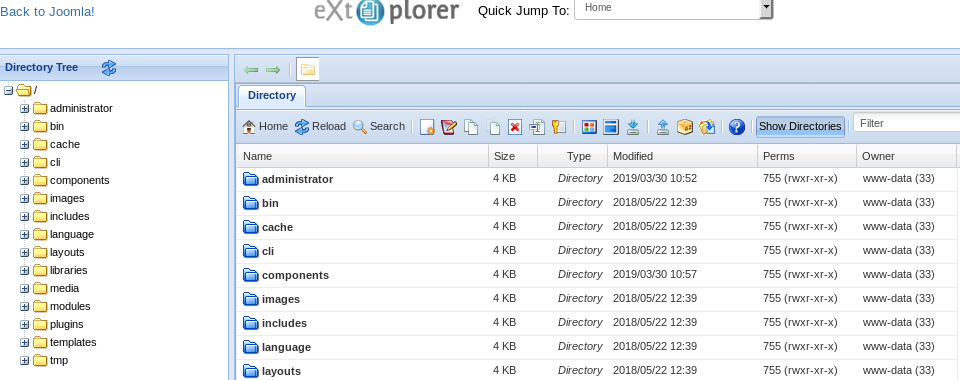 Back to Joomla!
eXtplorer
Quick Jump To: Home
Directory Tree
/
administrator
bin
cache
cli
components
images
includes
language
layouts
libraries
media
modules
plugins
templates
tmp
Directory
Home Reload Search Show Directories Filter
Name Size Type Modified Perms Owner
administrator 4 KB Directory 2019/03/30 10:52 755 (rwxr-xr-x) www-data (33)
bin 4 KB Directory 2018/05/22 12:39 755 (rwxr-xr-x) www-data (33)
cache 4 KB Directory 2018/05/22 12:39 755 (rwxr-xr-x) www-data (33)
cli 4 KB Directory 2018/05/22 12:39 755 (rwxr-xr-x) www-data (33)
components 4 KB Directory 2019/03/30 10:57 755 (rwxr-xr-x) www-data (33)
images 4 KB Directory 2018/05/22 12:39 755 (rwxr-xr-x) www-data (33)
includes 4 KB Directory 2018/05/22 12:39 755 (rwxr-xr-x) www-data (33)
language 4 KB Directory 2018/05/22 12:39 755 (rwxr-xr-x) www-data (33)
layouts 4 KB Directory 2018/05/22 12:39 755 (rwxr-xr-x) www-data (33)